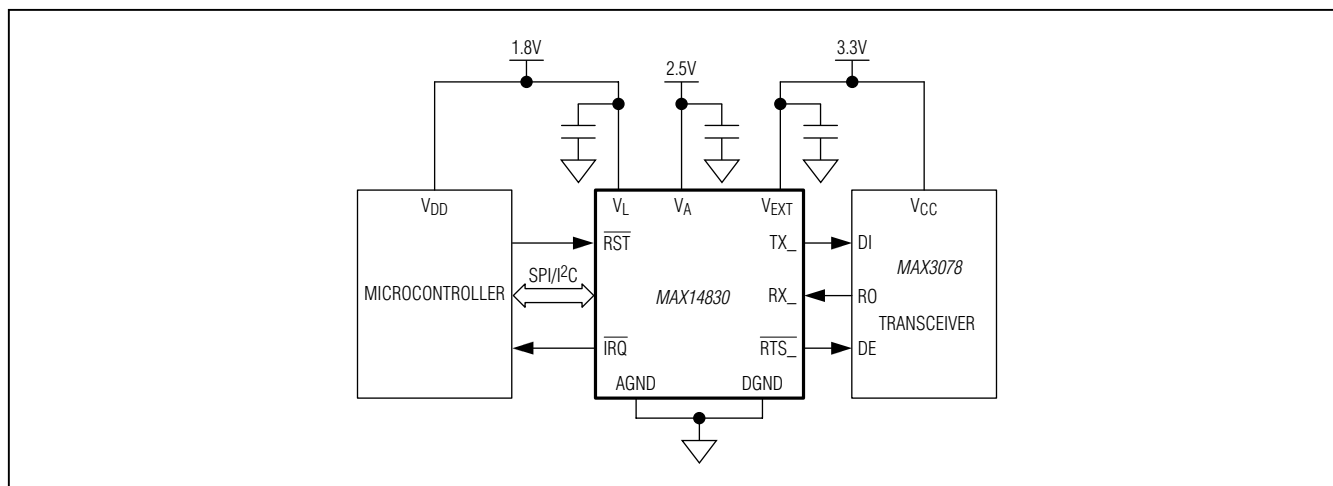 1.8V
2.5V
3.3V
VDD
VL
VA
VEXT
VCC
RST
TX_
DI
SPI/I2C
MAX3078
MICROCONTROLLER
MAX14830
RX_
RO
TRANSCEIVER
IRQ
RTS_
DE
AGND
DGND